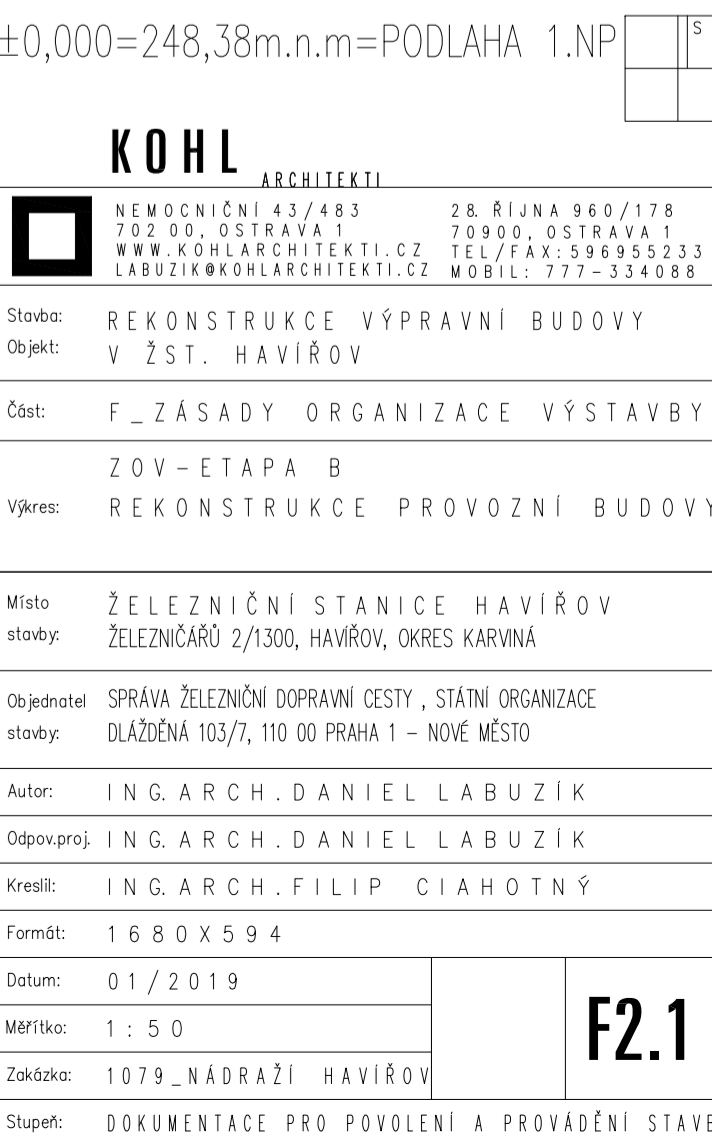 ±0,000=248,38m.n.m=PODLAHA 1.NP
S
KOHL
ARCHITEKTI
NEMOCNIČNÍ 43/483
702 00, OSTRAVA 1
WWW.KOHLARCHITEKTI.CZ
LABUZIK@KOHLARCHITEKTI.CZ
28. ŘÍJNA 960/178
70900, OSTRAVA 1
TEL/FAX:596955233
MOBIL: 777-334088
Stavba: REKONSTRUKCE VÝPRAVNÍ BUDOVY
Objekt: V ŽST. HAVÍŘOV
Část: F_ZÁSADY ORGANIZACE VÝSTAVBY
ZOV-ETAPA B
Výkres: REKONSTRUKCE PROVOZNÍ BUDOVY
Místo ŽELEZNIČNÍ STANICE HAVÍŘOV
stavby: ŽELEZNIČÁŘŮ 2/1300, HAVÍŘOV, OKRES KARVINÁ
Objednatel SPRÁVA ŽELEZNIČNÍ DOPRAVNÍ CESTY , STÁTNÍ ORGANIZACE
stavby: DLÁŽDĚNÁ 103/7, 110 00 PRAHA 1 – NOVÉ MĚSTO
Autor: ING.ARCH.DANIEL LABUZÍK
Odpov.proj. ING.ARCH.DANIEL LABUZÍK
Kreslil: ING.ARCH.FILIP CIAHOTNÝ
Formát: 1680X594
Datum: 01/2019
Měřítko: 1:50
F2.1
Zakázka: 1079_NÁDRAŽÍ HAVÍŘOV
Stupeň: DOKUMENTACE PRO POVOLENÍ A PROVÁDĚNÍ STAVB